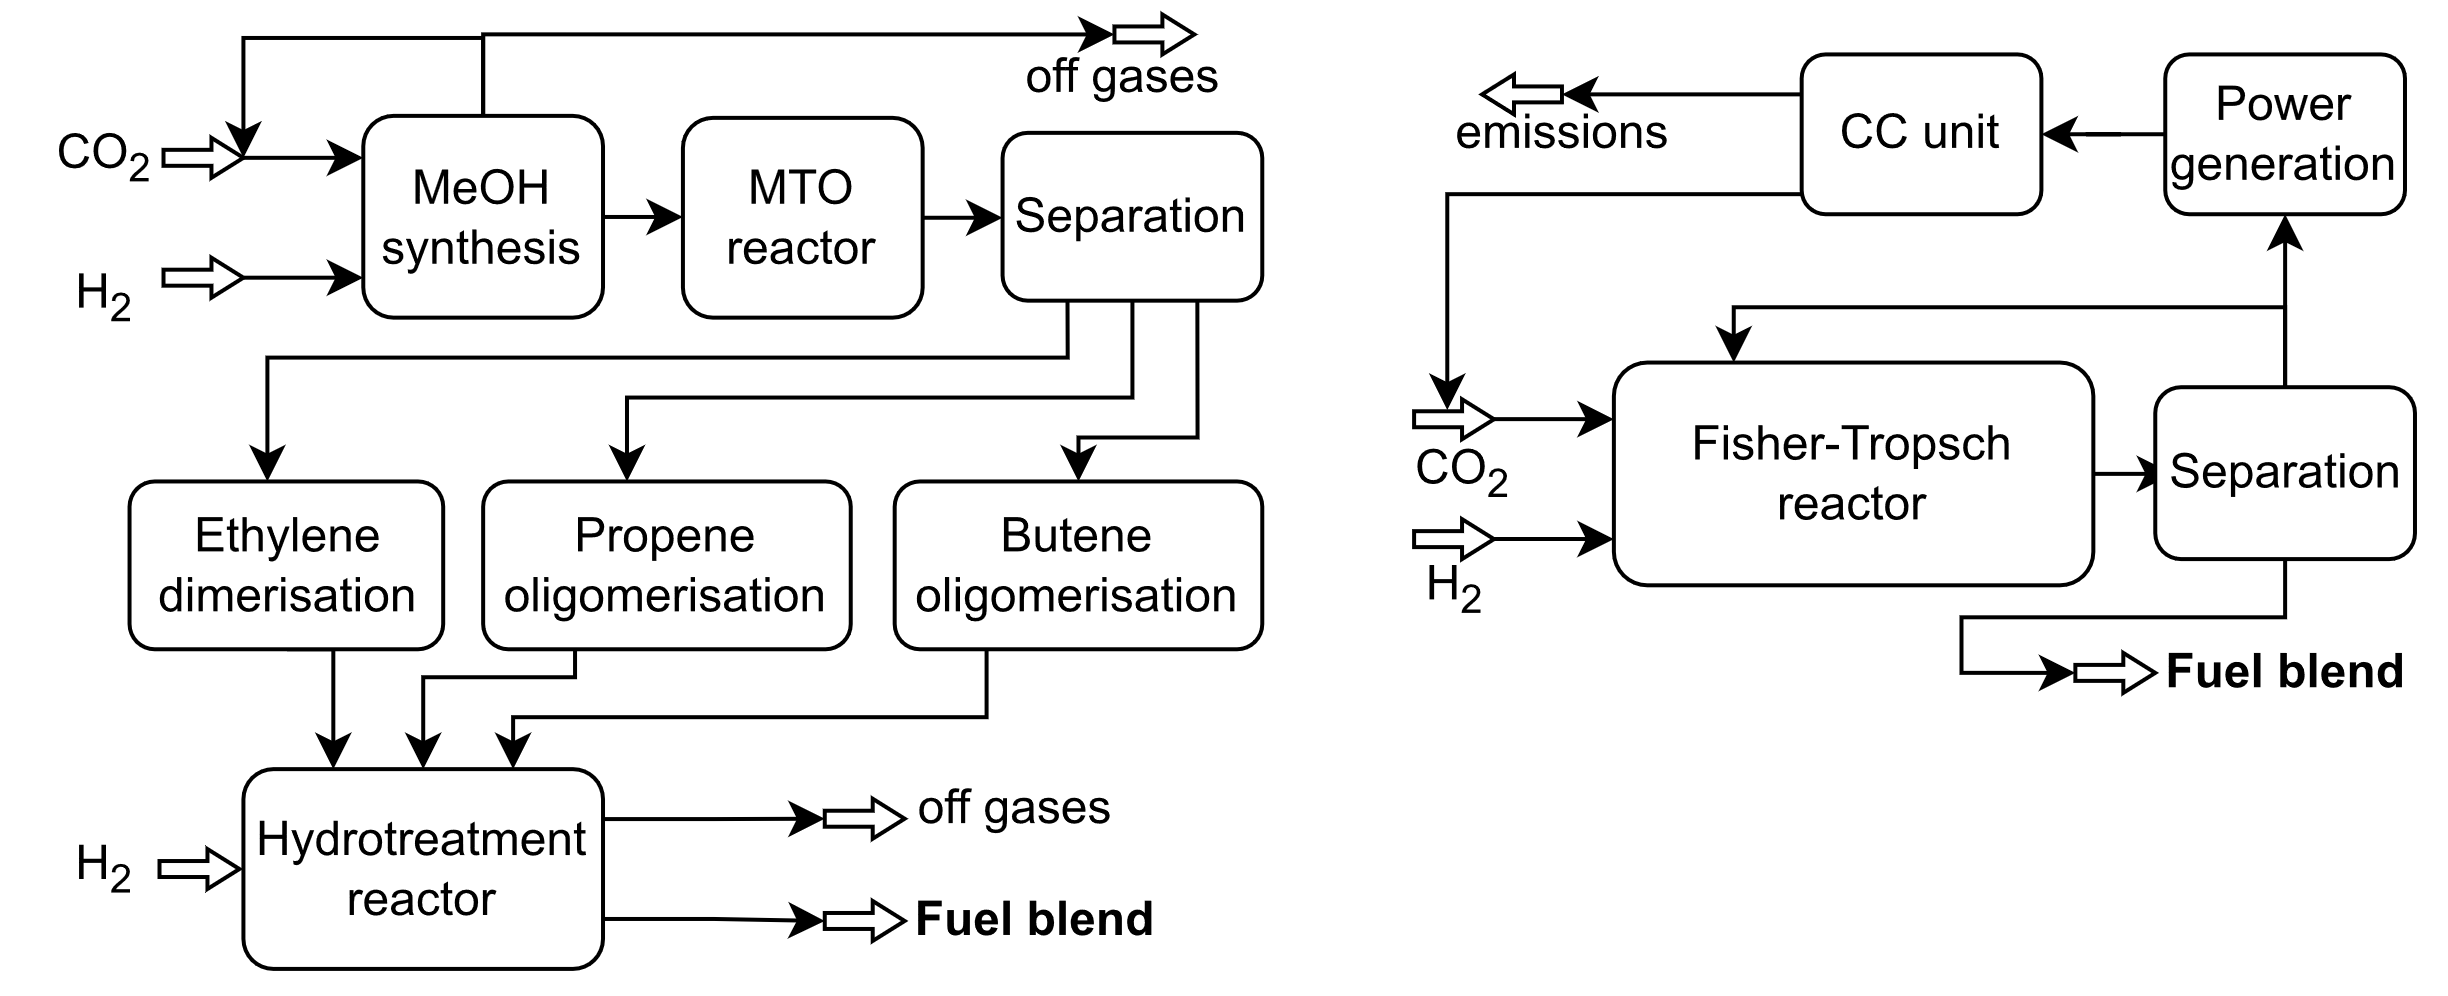 off gases
CO₂
H₂
MeOH
synthesis
MTO
reactor
Separation
Ethylene
dimerisation
Propene
oligomerisation
Butene
oligomerisation
H₂
Hydrotreatment
reactor
off gases
Fuel blend
emissions
CC unit
Power
generation
CO₂
H₂
Fisher-Tropsch
reactor
Separation
Fuel blend